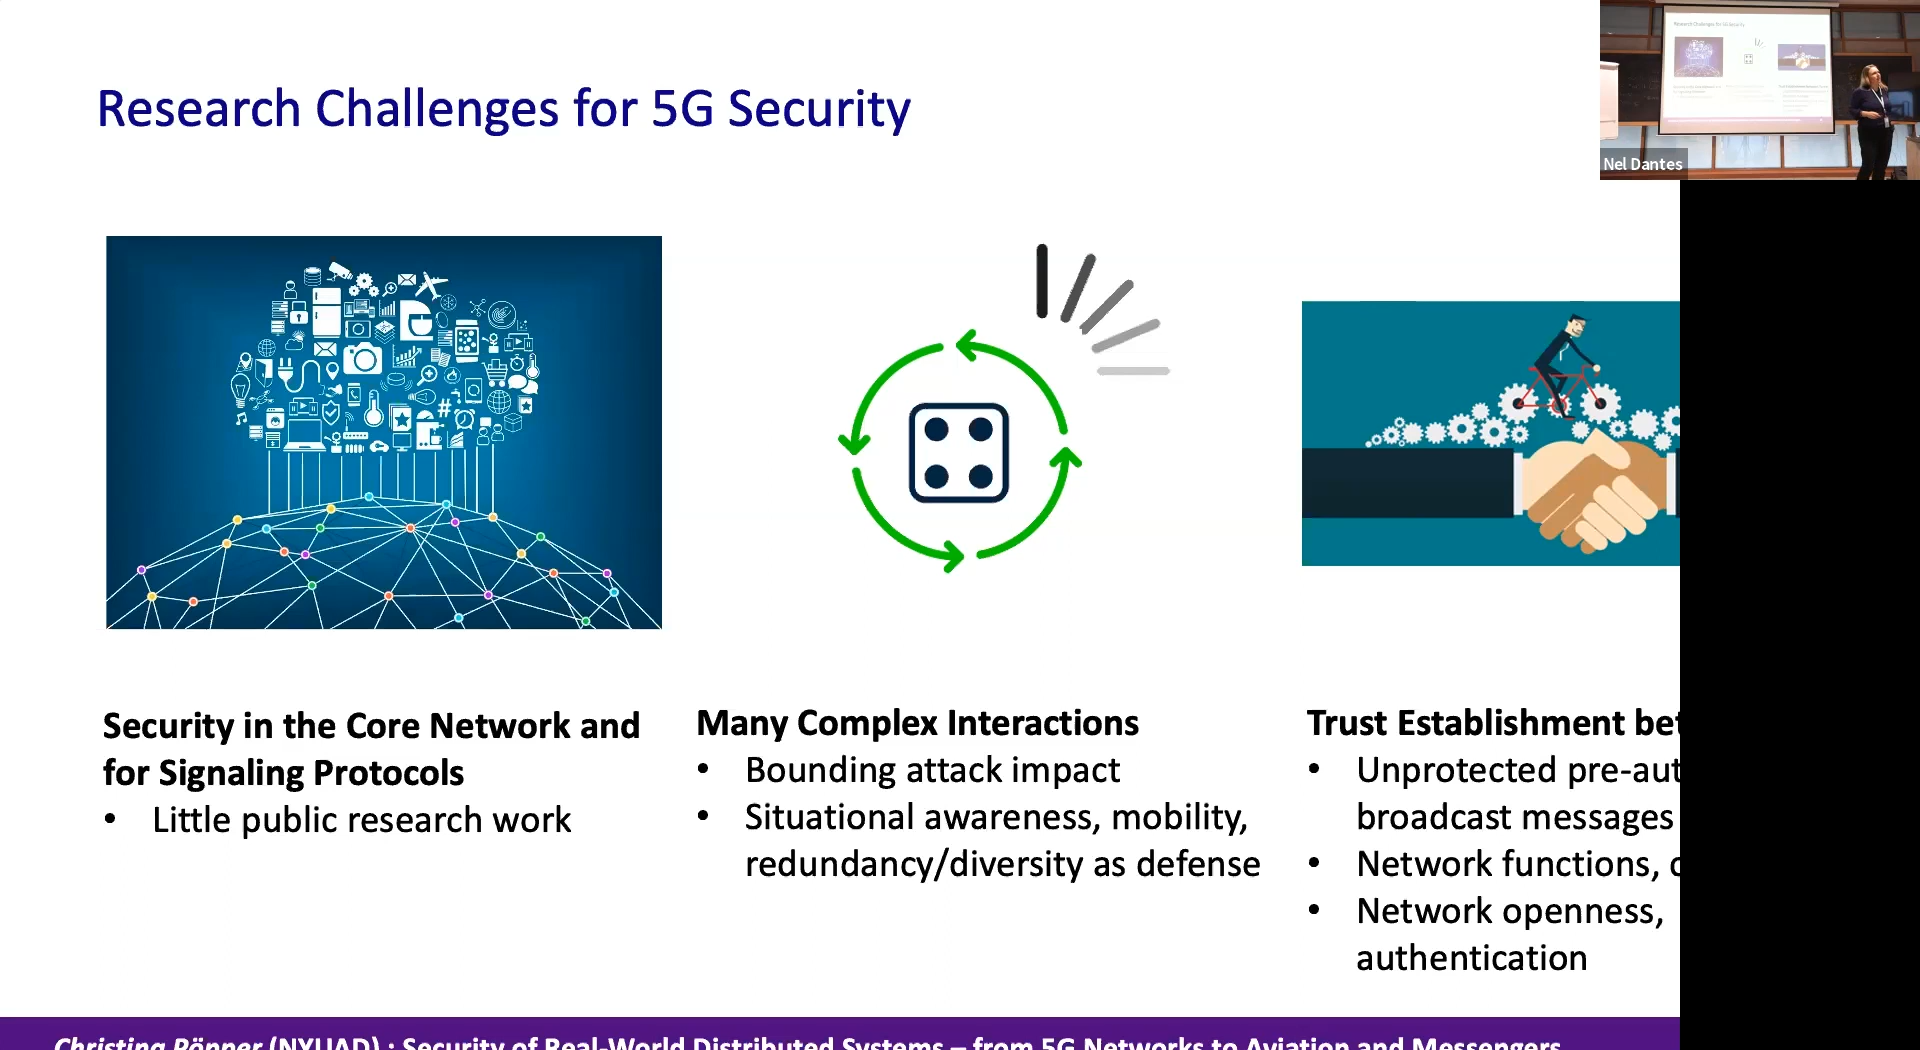 Research Challenges for 5G Security
Nel Dantes
Security in the Core Network and
for Signaling Protocols
• Little public research work
Many Complex Interactions
• Bounding attack impact
• Situational awareness, mobility,
redundancy/diversity as defense
Trust Establishment bet
• Unprotected pre-aut
broadcast messages
• Network functions,
• Network openness,
authentication
Christina Pöpper (NYUAD) : Security of Real-World Distributed Systems – from 5G Networks to Aviation and Messengers